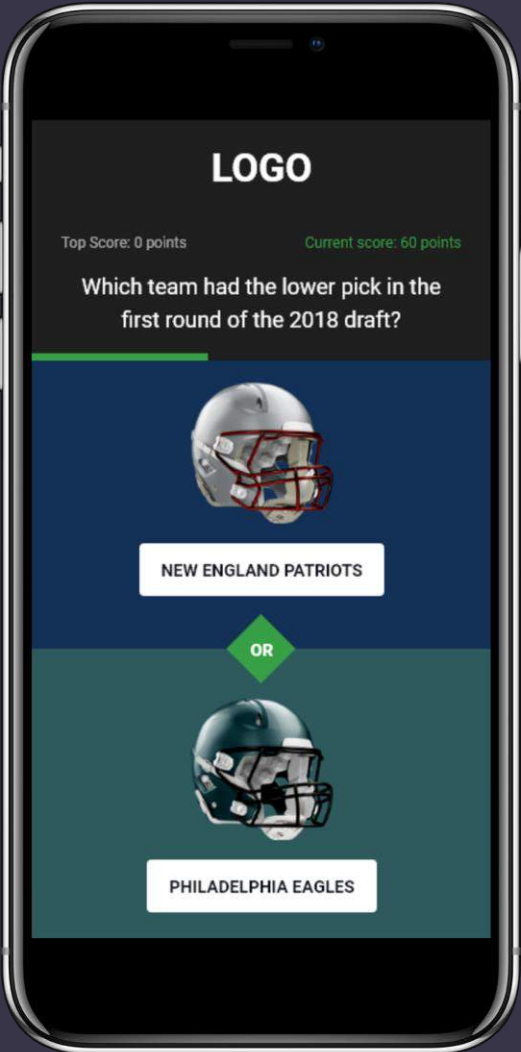 LOGO
Top Score: 0 points
Current score: 60 points
Which team had the lower pick in the
first round of the 2018 draft?
NEW ENGLAND PATRIOTS
OR
PHILADELPHIA EAGLES